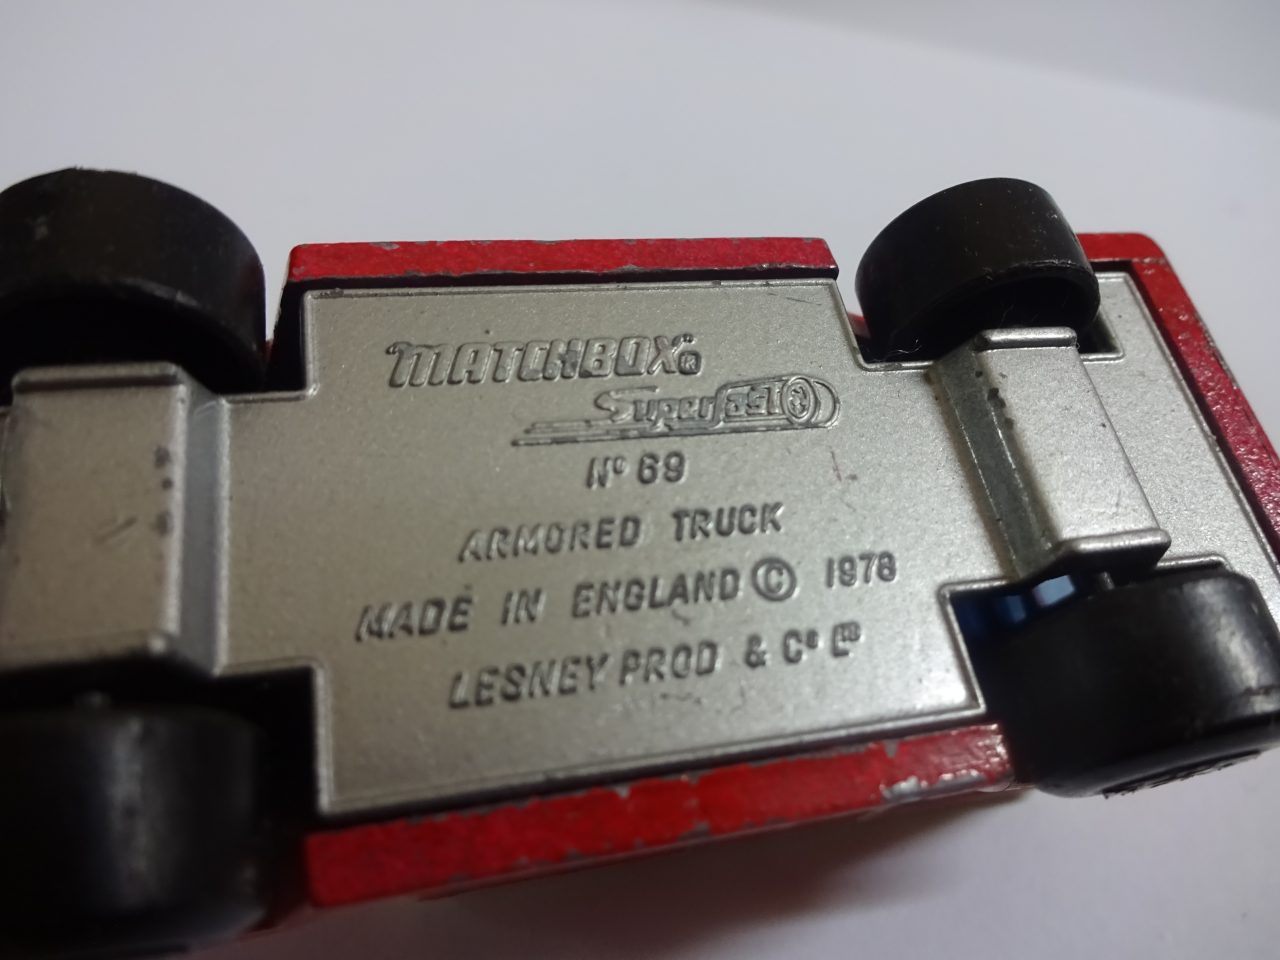 "MATCHBOX"®
Superfast
Nº 69
ARMORED TRUCK
MADE IN ENGLAND © 1978
LESNEY PROD & Cº Lᵀᴰ